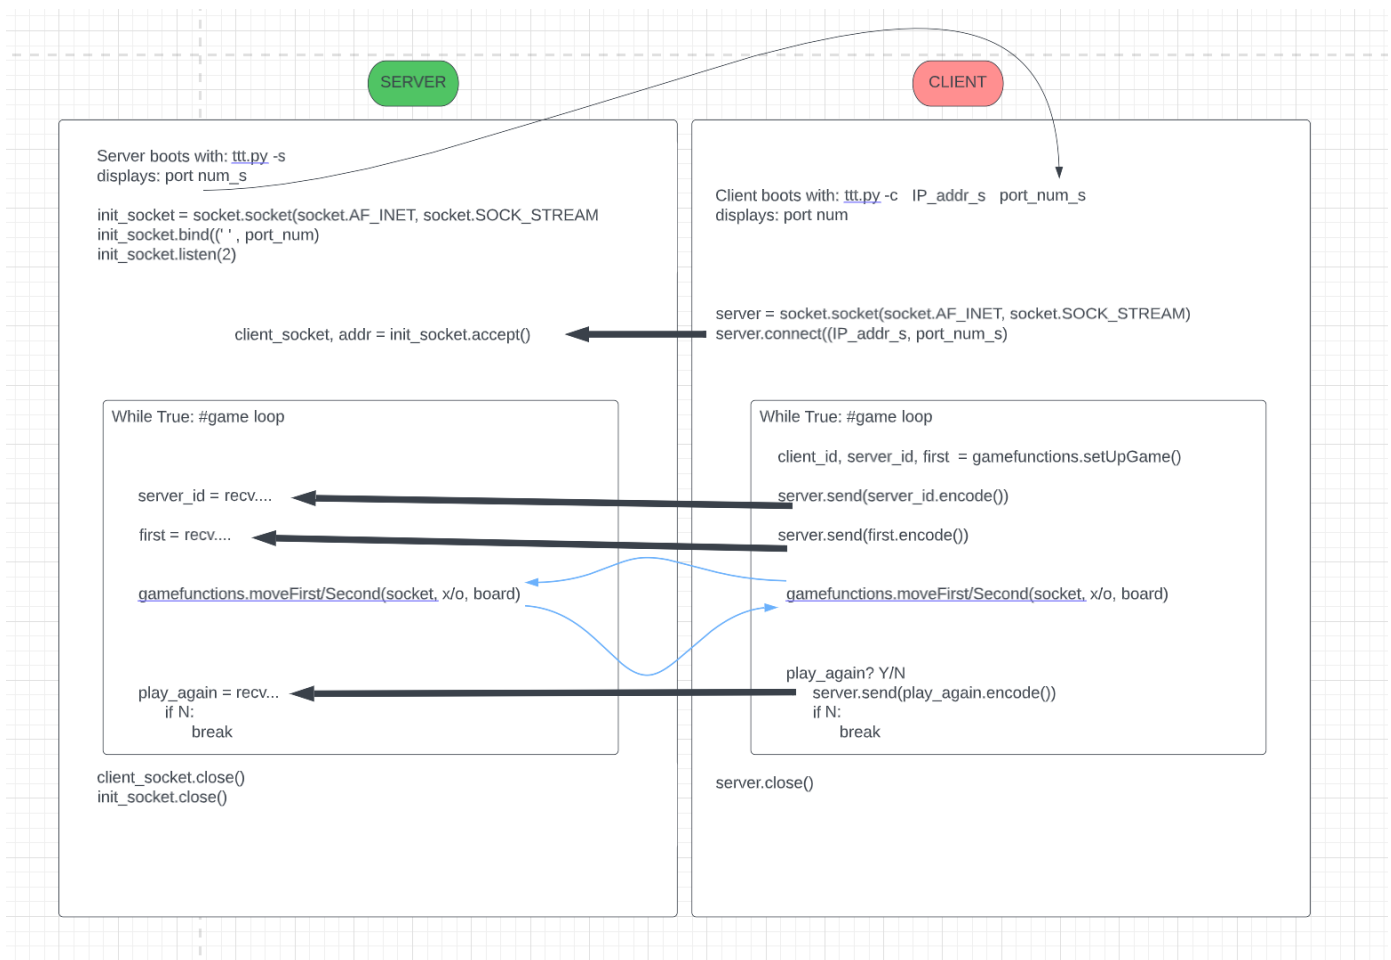 SERVER
CLIENT
Server boots with: ttt.py -s
displays: port num_s
init_socket = socket.socket(socket.AF_INET, socket.SOCK_STREAM
init_socket.bind((' ' , port_num)
init_socket.listen(2)
client_socket, addr = init_socket.accept()
While True: #game loop
server_id = recv....
first = recv....
gamefunctions.moveFirst/Second(socket, x/o, board)
play_again = recv...
if N:
break
client_socket.close()
init_socket.close()
Client boots with: ttt.py -c IP_addr_s port_num_s
displays: port num
server = socket.socket(socket.AF_INET, socket.SOCK_STREAM)
server.connect((IP_addr_s, port_num_s)
While True: #game loop
client_id, server_id, first = gamefunctions.setUpGame()
server.send(server_id.encode())
server.send(first.encode())
gamefunctions.moveFirst/Second(socket, x/o, board)
play_again? Y/N
server.send(play_again.encode())
if N:
break
server.close()